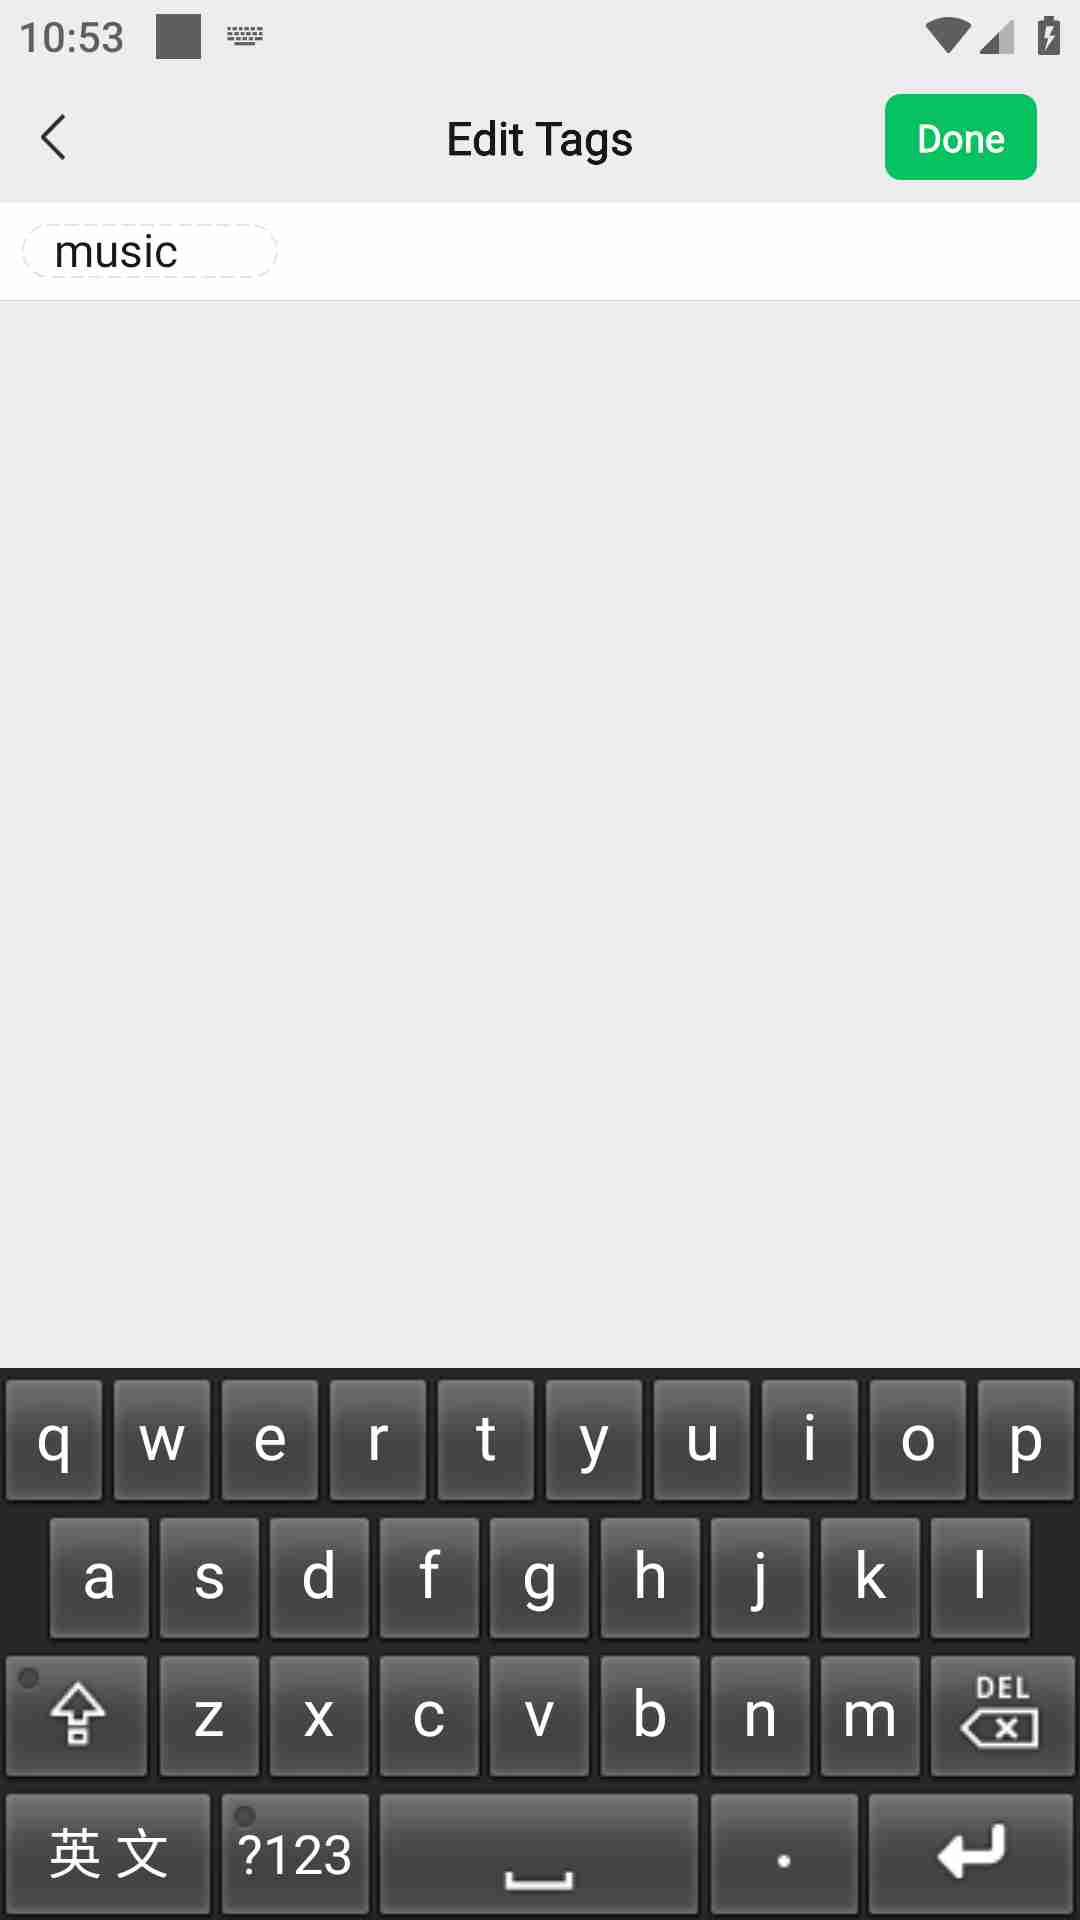 10:53
Edit Tags
Done
music
q w e r t y u i o p
a s d f g h j k l
z x c v b n m DEL
英文 ?123 .